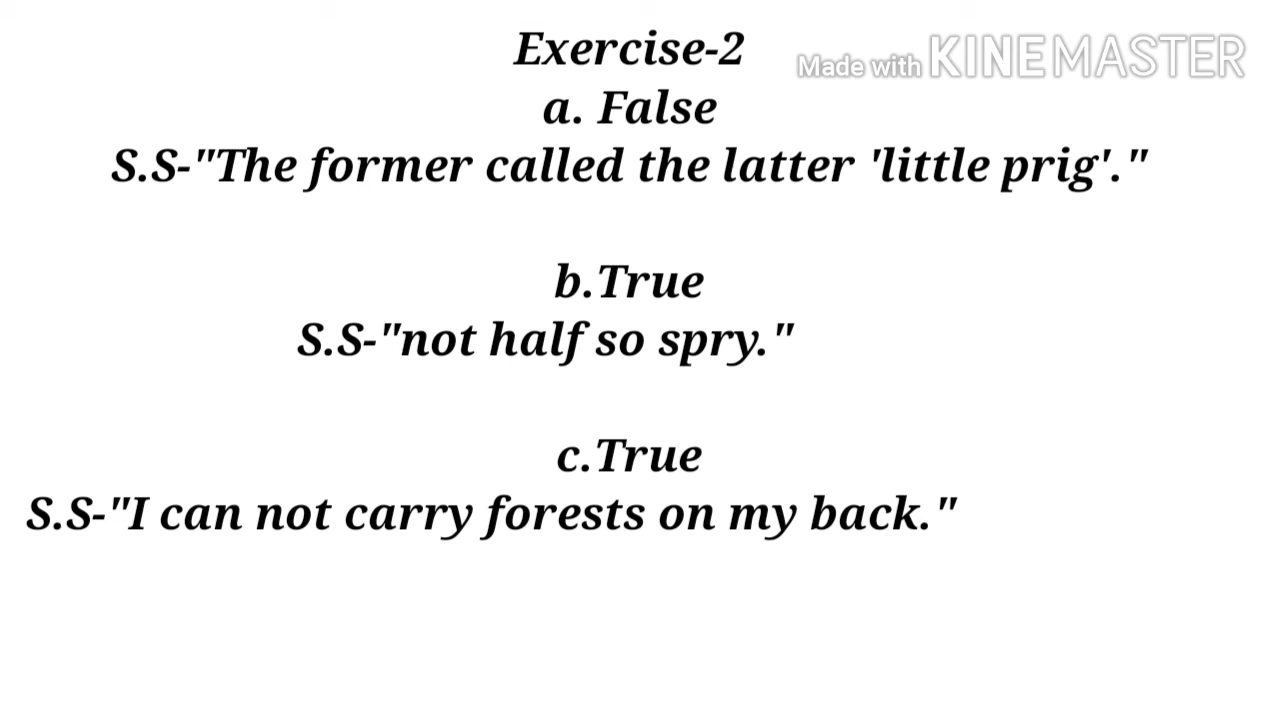 Exercise-2
Made with KINEMASTER
a. False
S.S-"The former called the latter 'little prig'."
b.True
S.S-"not half so spry."
c.True
S.S-"I can not carry forests on my back."